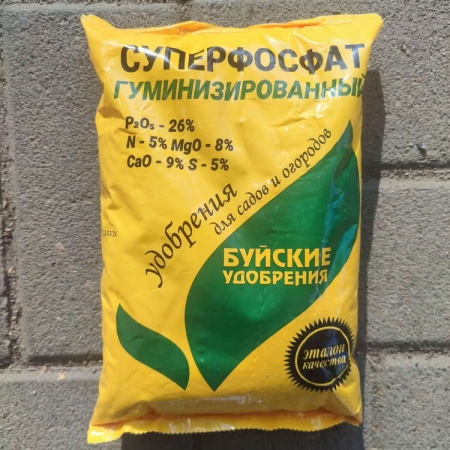 СУПЕРФОСФАТ
ГУМИНИЗИРОВАННЫЙ
P₂O₅ - 26%
N - 5% MgO - 8%
CaO - 9% S - 5%
удобрения
для садов и огородов
БУЙСКИЕ
УДОБРЕНИЯ
эталон
качества